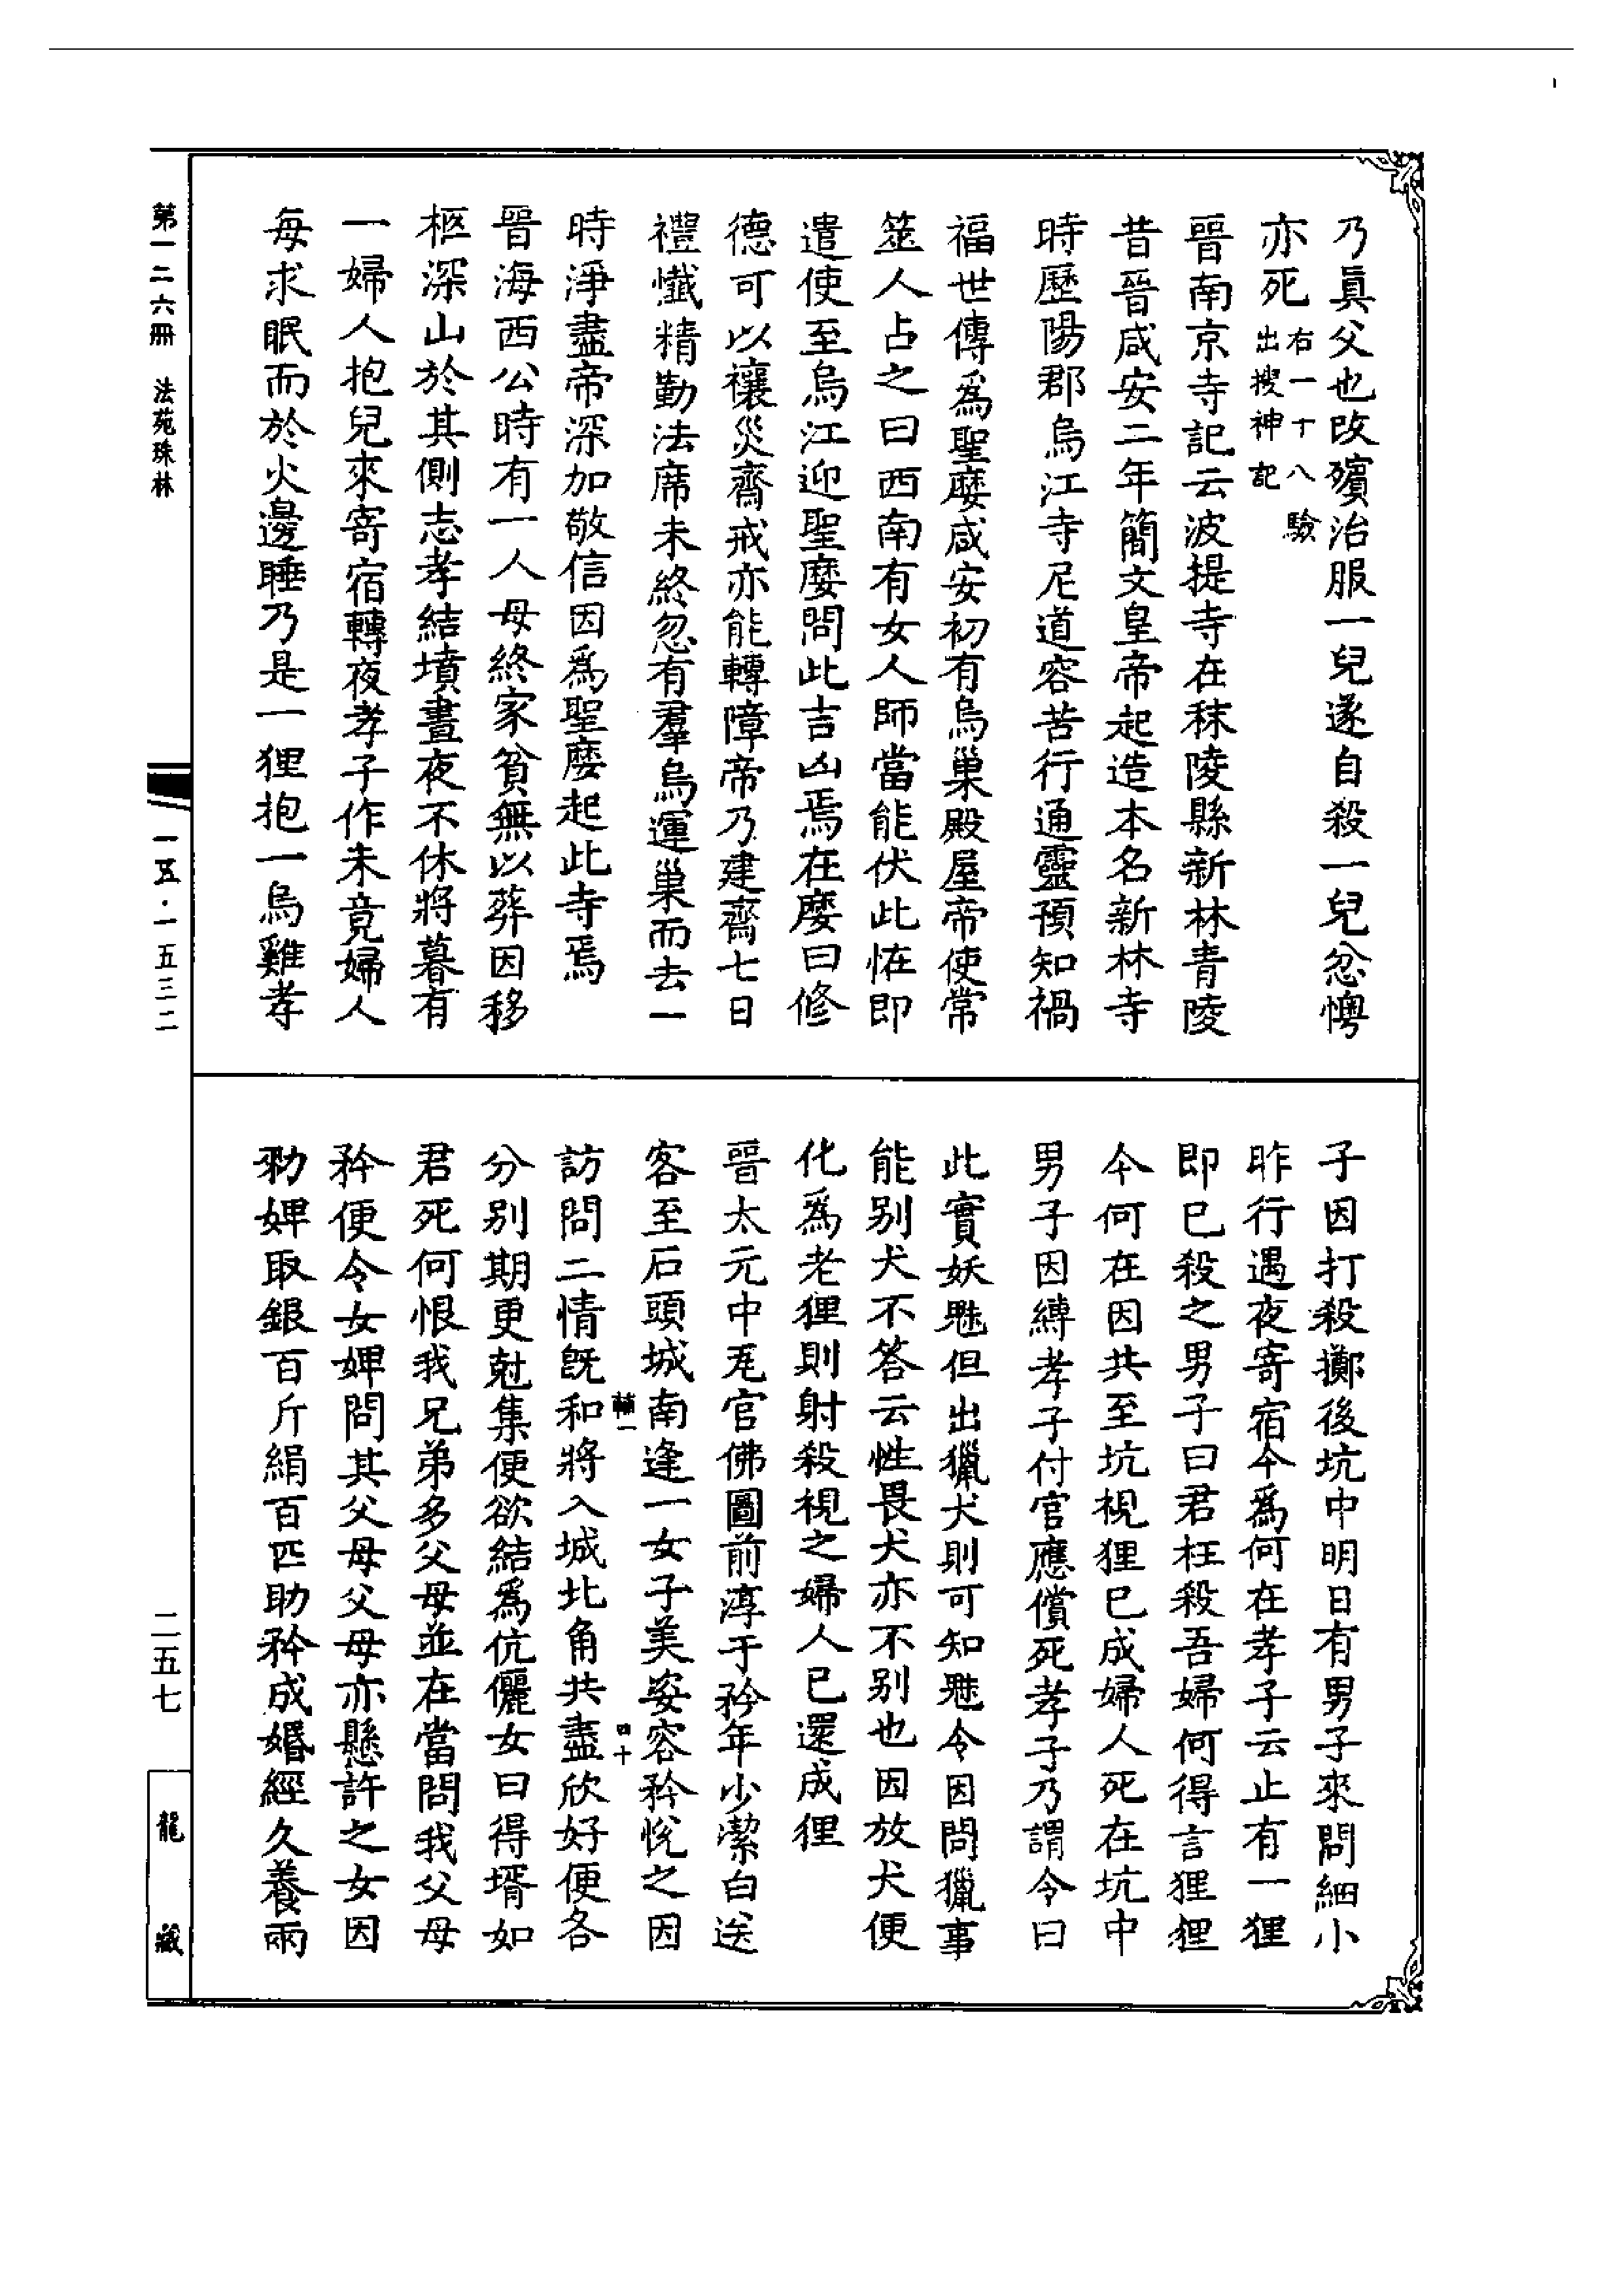 乃眞父也改殯治服一兒遂自殺一兒忿懊
亦死右一十八驗出搜神記
晉南京寺記云波提寺在秣陵縣新林青陵
昔晉咸安二年簡文皇帝起造本名新林寺
時歷陽郡烏江寺尼道容苦行通靈預知禍
福世傳爲聖㝹咸安初有烏巢殿屋帝使常
筮人占之曰西南有女人師當能伏此恠即
遣使至烏江迎聖㝹問此吉凶焉在㝹曰修
德可以禳災齋戒亦能轉障帝乃建齋七日
禮懺精勤法席未終忽有羣烏運巢而去一
時淨盡帝深加敬信因爲聖㝹起此寺焉
晉海西公時有一人母終家貧無以葬因移
柩深山於其側志孝結墳晝夜不休將暮有
一婦人抱兒來寄宿轉夜孝子作未竟婦人
每求眠而於火邊睡乃是一狸抱一烏雞孝
子因打殺擲後坑中明日有男子來問細小
昨行遇夜寄宿今爲何在孝子云止有一狸
即已殺之男子曰君枉殺吾婦何得言狸狸
今何在因共至坑視狸已成婦人死在坑中
男子因縛孝子付官應償死孝子乃謂令曰
此實妖魅但出獵犬則可知魅令因問獵事
能别犬不答云性畏犬亦不别也因放犬便
化爲老狸則射殺視之婦人已還成狸
晉太元中瓦官佛圖前淳于矜年少潔白送
客至石頭城南逢一女子美姿容矜悅之因
訪問二情旣和將入城北角共盡欣好便各
分别期更尅集便欲結爲伉儷女曰得壻如
君死何恨我兄弟多父母並在當問我父母
矜便令女婢問其父母父母亦懸許之女因
勑婢取銀百斤絹百匹助矜成婚經久養兩
輔一
四十
第一二六冊　法苑珠林
一五·一五三二
二五七
龍藏